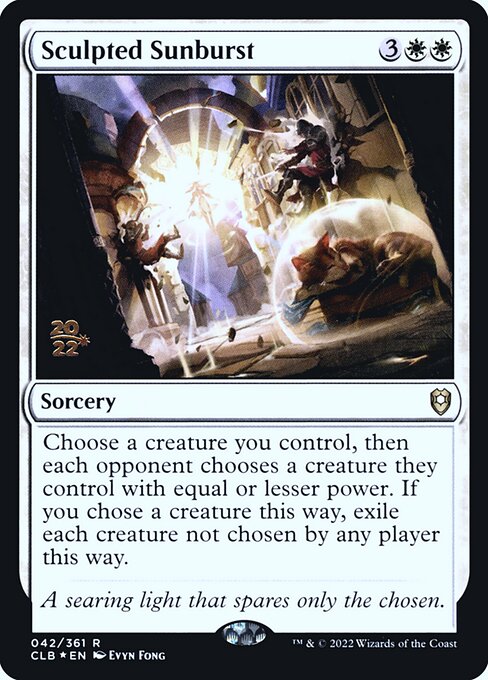 Sculpted Sunburst 3
20
22
Sorcery
Choose a creature you control, then
each opponent chooses a creature they
control with equal or lesser power. If
you chose a creature this way, exile
each creature not chosen by any player
this way.
A searing light that spares only the chosen.
042/361 R
CLB EN Evyn Fong
™ & © 2022 Wizards of the Coast